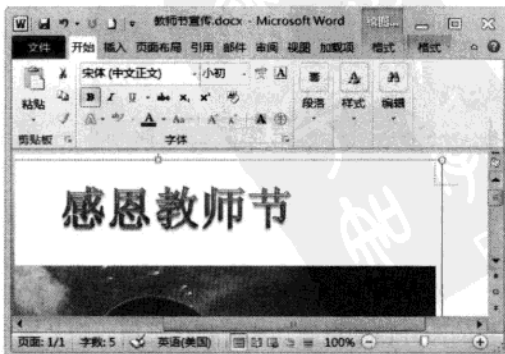 教师节宣传.docx - Microsoft Word
文件 开始 插入 页面布局 引用 邮件 审阅 视图 加载项 格式 格式
宋体 (中文正文) 小初
粘贴 B I U abc x, x² 段落 样式 编辑
A Aa A A A
剪贴板 字体
感恩教师节
页面: 1/1 字数: 5 英语(美国) 100%